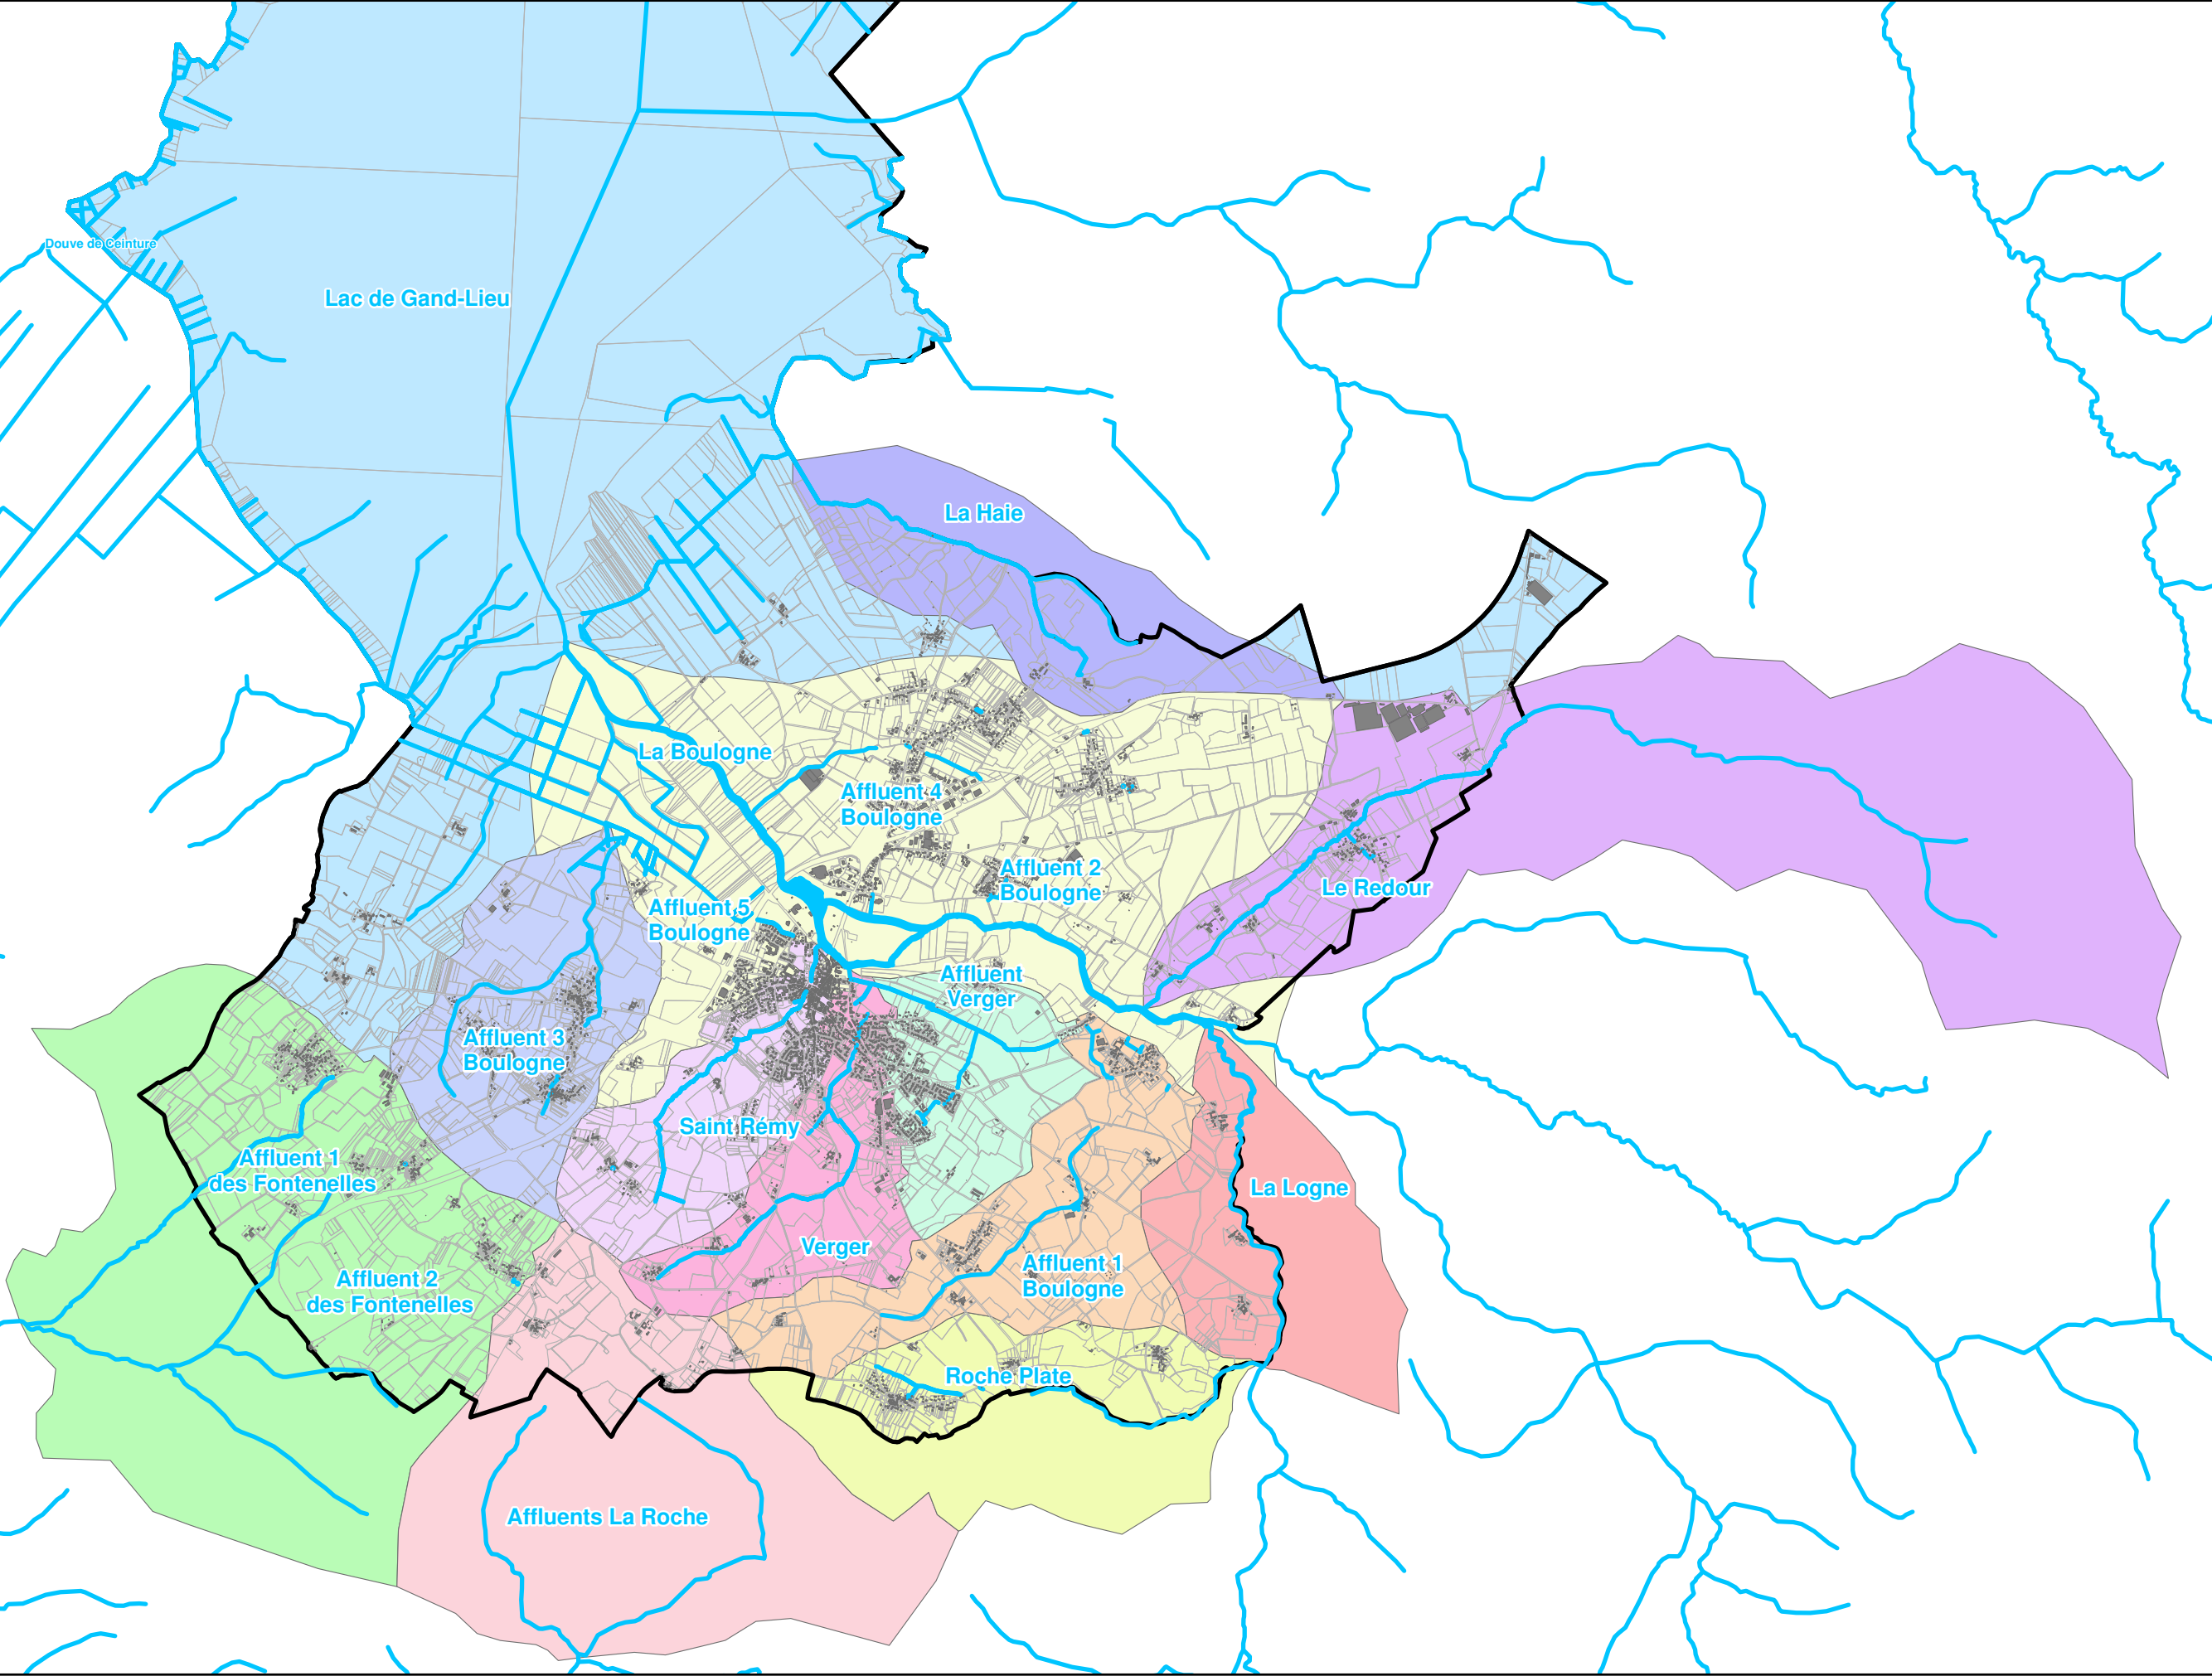 Douve de Ceinture
Lac de Gand-Lieu
La Haie
La Boulogne
Affluent 4
Boulogne
Affluent 2
Boulogne
Le Redour
Affluent 5
Boulogne
Affluent
Verger
Affluent 3
Boulogne
Saint Rémy
Affluent 1
des Fontenelles
La Logne
Verger
Affluent 1
Boulogne
Affluent 2
des Fontenelles
Roche Plate
Affluents La Roche